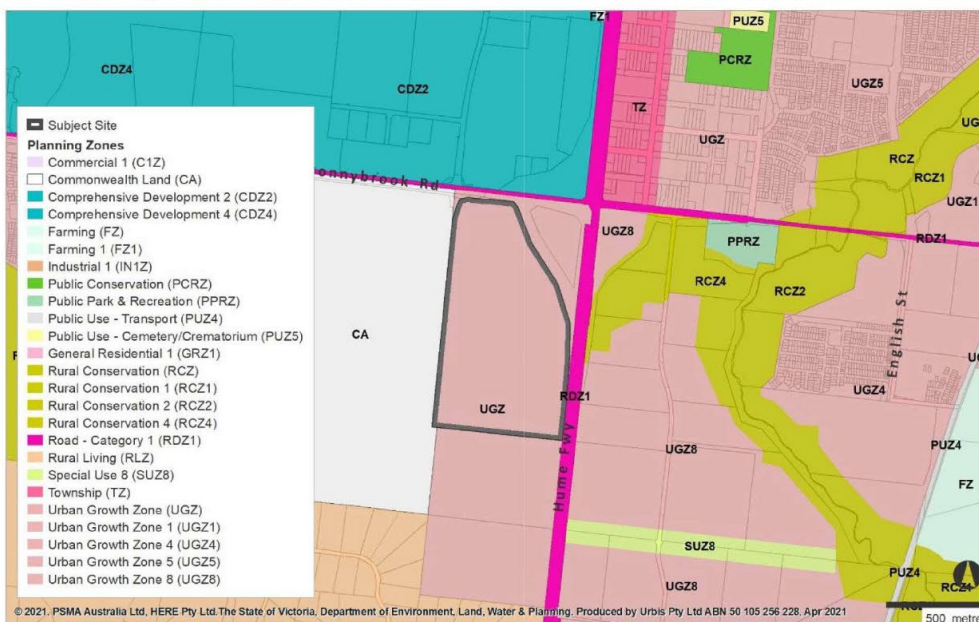 FZ1
PUZ5
CDZ4
CDZ2
PCRZ
UGZ5
TZ
UGZ
UG
RCZ
RCZ1
UGZ1
onnybrook Rd
UGZ8
RDZ1
PPRZ
RCZ4
RCZ2
CA
English St
UGZ
RDZ1
UGZ4
Hume Fwy
UGZ8
PUZ4
FZ
SUZ8
UGZ8
PUZ4
RCZ1
Subject Site
Planning Zones
Commercial 1 (C1Z)
Commonwealth Land (CA)
Comprehensive Development 2 (CDZ2)
Comprehensive Development 4 (CDZ4)
Farming (FZ)
Farming 1 (FZ1)
Industrial 1 (IN1Z)
Public Conservation (PCRZ)
Public Park & Recreation (PPRZ)
Public Use - Transport (PUZ4)
Public Use - Cemetery/Crematorium (PUZ5)
General Residential 1 (GRZ1)
Rural Conservation (RCZ)
Rural Conservation 1 (RCZ1)
Rural Conservation 2 (RCZ2)
Rural Conservation 4 (RCZ4)
Road - Category 1 (RDZ1)
Rural Living (RLZ)
Special Use 8 (SUZ8)
Township (TZ)
Urban Growth Zone (UGZ)
Urban Growth Zone 1 (UGZ1)
Urban Growth Zone 4 (UGZ4)
Urban Growth Zone 5 (UGZ5)
Urban Growth Zone 8 (UGZ8)
© 2021. PSMA Australia Ltd, HERE Pty Ltd.The State of Victoria, Department of Environment, Land, Water & Planning. Produced by Urbis Pty Ltd ABN 50 105 256 228, Apr 2021
500 metre